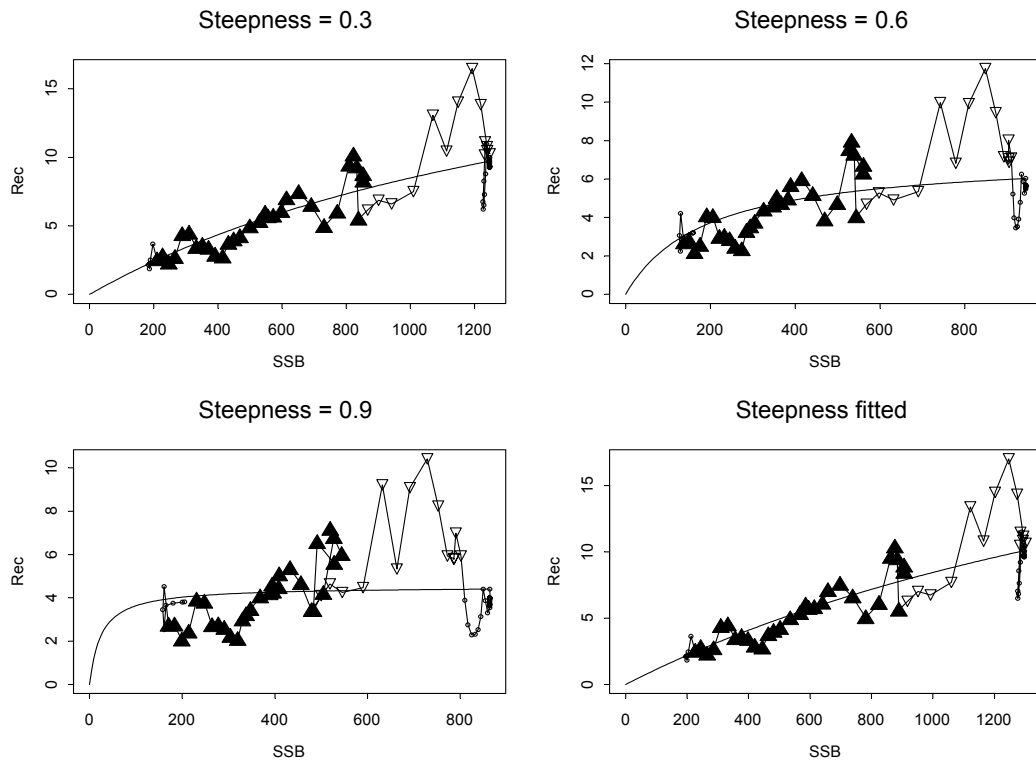 Steepness = 0.3
Steepness = 0.6
Rec
0 5 10 15
0 200 400 600 800 1000 1200
SSB
Rec
0 2 4 6 8 10 12
0 200 400 600 800
SSB
Steepness = 0.9
Steepness fitted
Rec
0 2 4 6 8 10
0 200 400 600 800
SSB
Rec
0 5 10 15
0 200 400 600 800 1000 1200
SSB